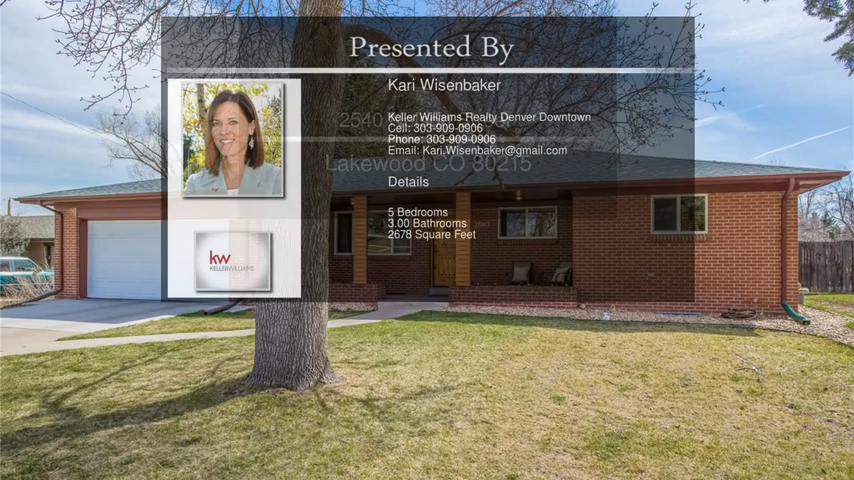 Presented By
Kari Wisenbaker
2540
Keller Williams Realty Denver Downtown
Cell: 303-909-0906
Phone: 303-909-0906
Email: Kari.Wisenbaker@gmail.com
Lakewood CO 80215
Details
5 Bedrooms
3.00 Bathrooms
2678 Square Feet
kw
KELLERWILLIAMS